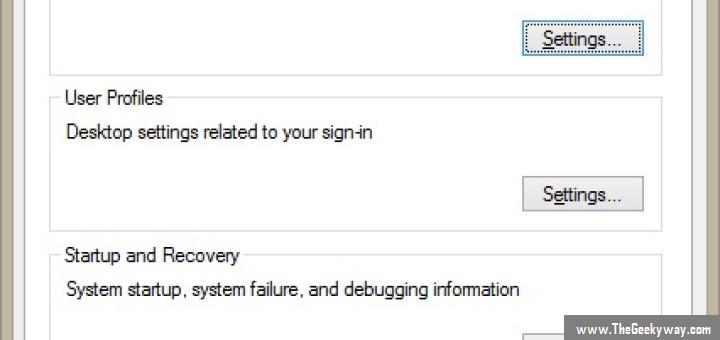 Settings...
User Profiles
Desktop settings related to your sign-in
Settings...
Startup and Recovery
System startup, system failure, and debugging information
www.TheGeekyway.com